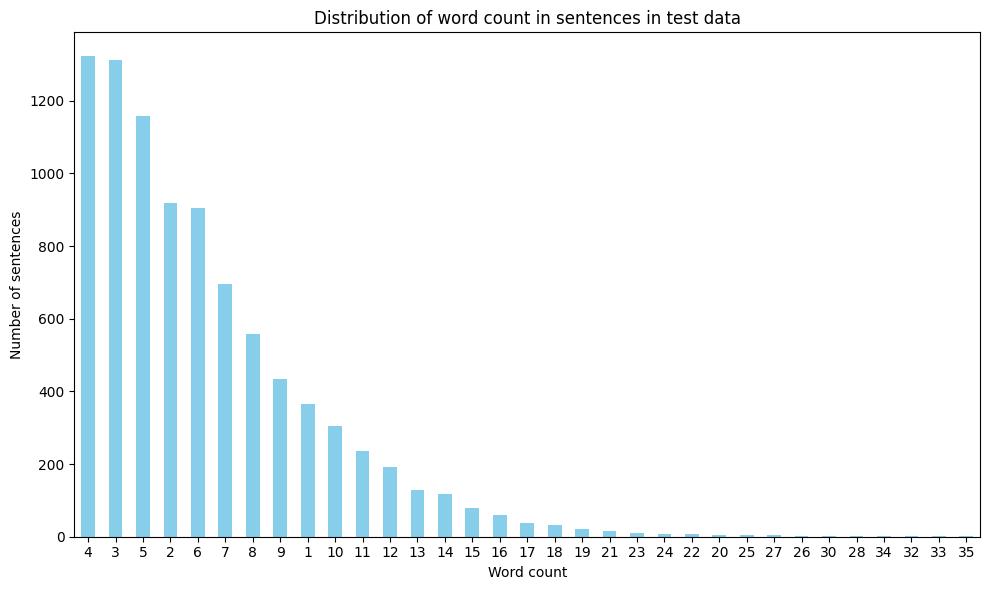 Distribution of word count in sentences in test data
Number of sentences
1200
1000
800
600
400
200
0
4 3 5 2 6 7 8 9 1 10 11 12 13 14 15 16 17 18 19 21 23 24 22 20 25 27 26 30 28 34 32 33 35
Word count